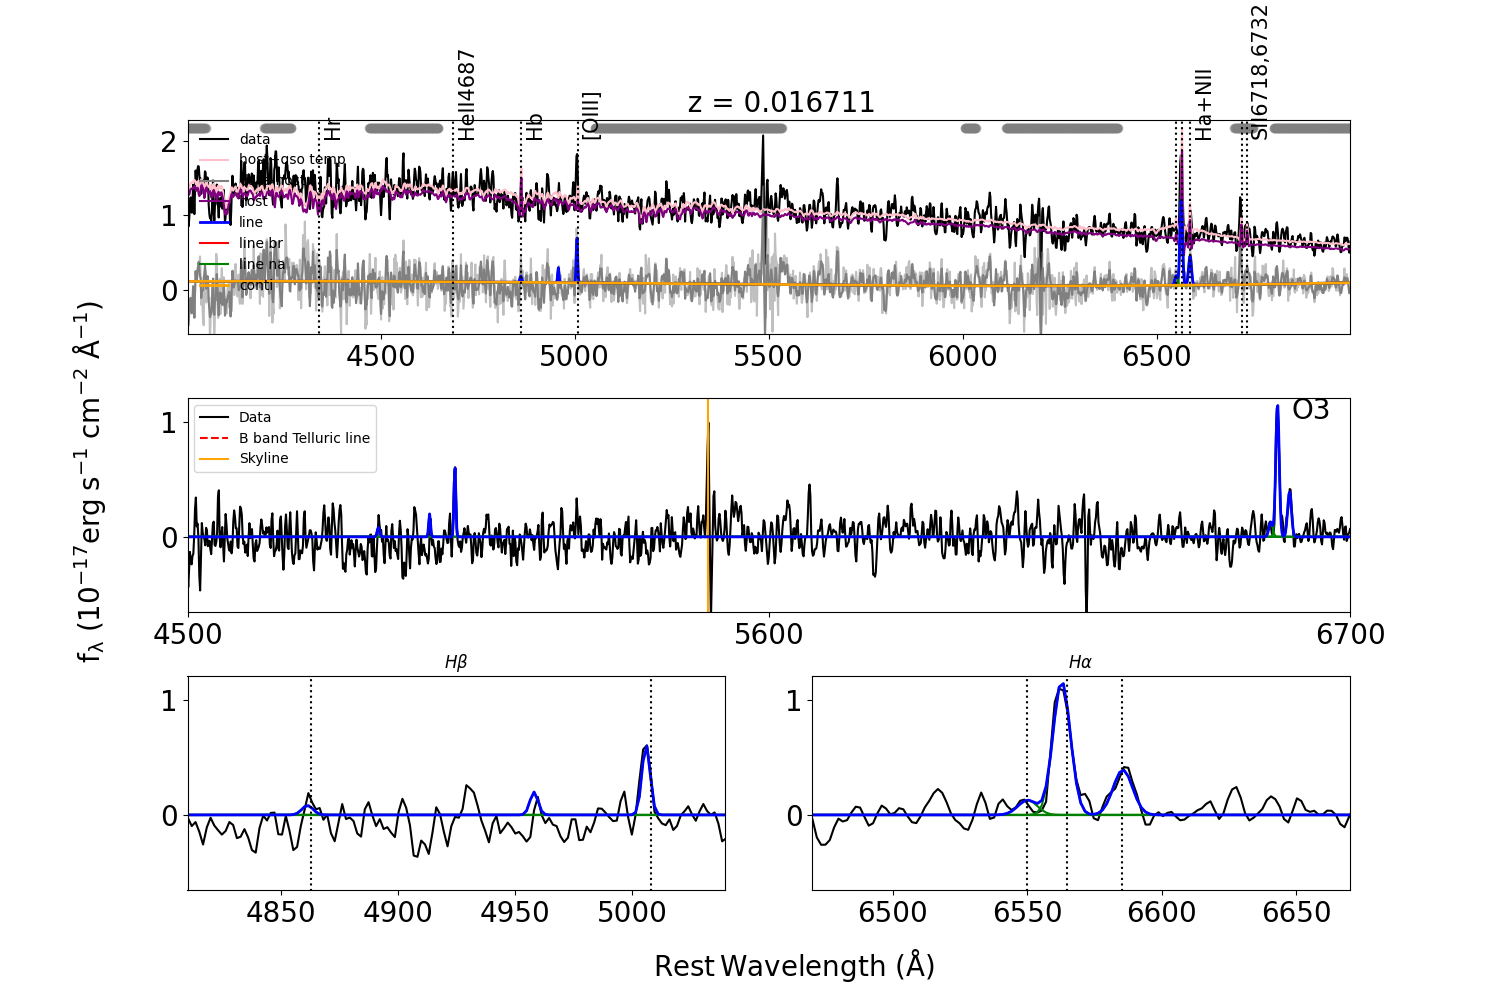 z = 0.016711
Hr
HeII4687
Hb
[OIII]
Ha+NII
SII6718,6732
data
host+qso temp
host
line
line br
line na
conti
2
1
0
4500
5000
5500
6000
6500
f_λ (10⁻¹⁷erg s⁻¹ cm⁻² Å⁻¹)
Data
B band Telluric line
Skyline
O3
1
0
4500
5600
6700
Hβ
1
0
4850
4900
4950
5000
Hα
1
0
6500
6550
6600
6650
Rest Wavelength (Å)